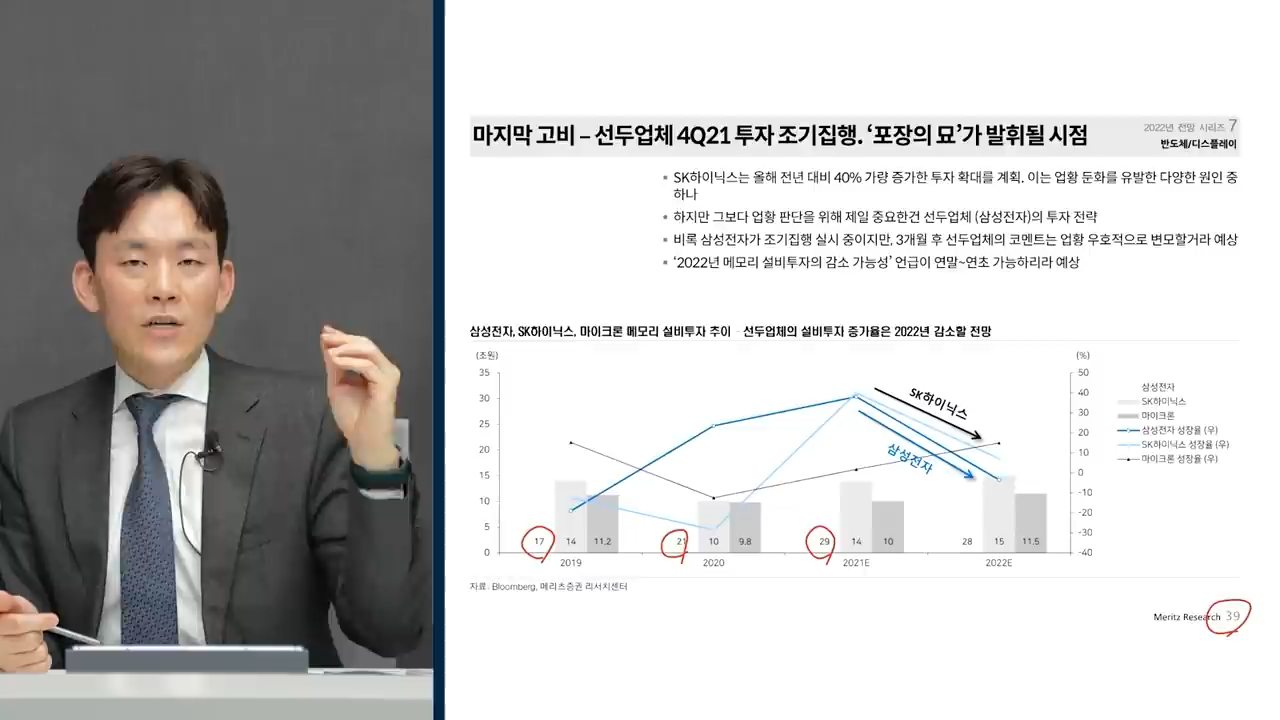 마지막 고비 – 선두업체 4Q21 투자 조기집행. ‘포장의 묘’가 발휘될 시점
2022년 전망 시리즈 7
반도체/디스플레이
▪ SK하이닉스는 올해 전년 대비 40% 가량 증가한 투자 확대를 계획. 이는 업황 둔화를 유발한 다양한 원인 중
하나
▪ 하지만 그보다 업황 판단을 위해 제일 중요한건 선두업체 (삼성전자)의 투자 전략
▪ 비록 삼성전자가 조기집행 실시 중이지만, 3개월 후 선두업체의 코멘트는 업황 우호적으로 변모할거라 예상
▪ ‘2022년 메모리 설비투자의 감소 가능성’ 언급이 연말~연초 가능하리라 예상
삼성전자, SK하이닉스, 마이크론 메모리 설비투자 추이 – 선두업체의 설비투자 증가율은 2022년 감소할 전망
(조원)
(%)
35
30
25
20
15
10
5
0
50
40
30
20
10
0
-10
-20
-30
-40
SK하이닉스
삼성전자
17 14 11.2
21 10 9.8
29 14 10
28 15 11.5
2019 2020 2021E 2022E
삼성전자
SK하이닉스
마이크론
삼성전자 성장율 (우)
SK하이닉스 성장율 (우)
마이크론 성장율 (우)
자료: Bloomberg, 메리츠증권 리서치센터
Meritz Research 39